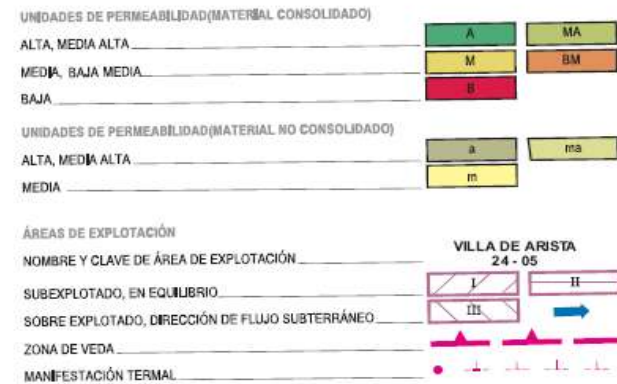 UNIDADES DE PERMEABILIDAD(MATERIAL CONSOLIDADO)
ALTA, MEDIA ALTA A MA
MEDIA, BAJA MEDIA M BM
BAJA B
UNIDADES DE PERMEABILIDAD(MATERIAL NO CONSOLIDADO)
ALTA, MEDIA ALTA a ma
MEDIA m
ÁREAS DE EXPLOTACIÓN
NOMBRE Y CLAVE DE ÁREA DE EXPLOTACIÓN VILLA DE ARISTA
24 - 05
SUBEXPLOTADO, EN EQUILIBRIO I II
SOBRE EXPLOTADO, DIRECCIÓN DE FLUJO SUBTERRÁNEO III
ZONA DE VEDA
MANIFESTACIÓN TERMAL